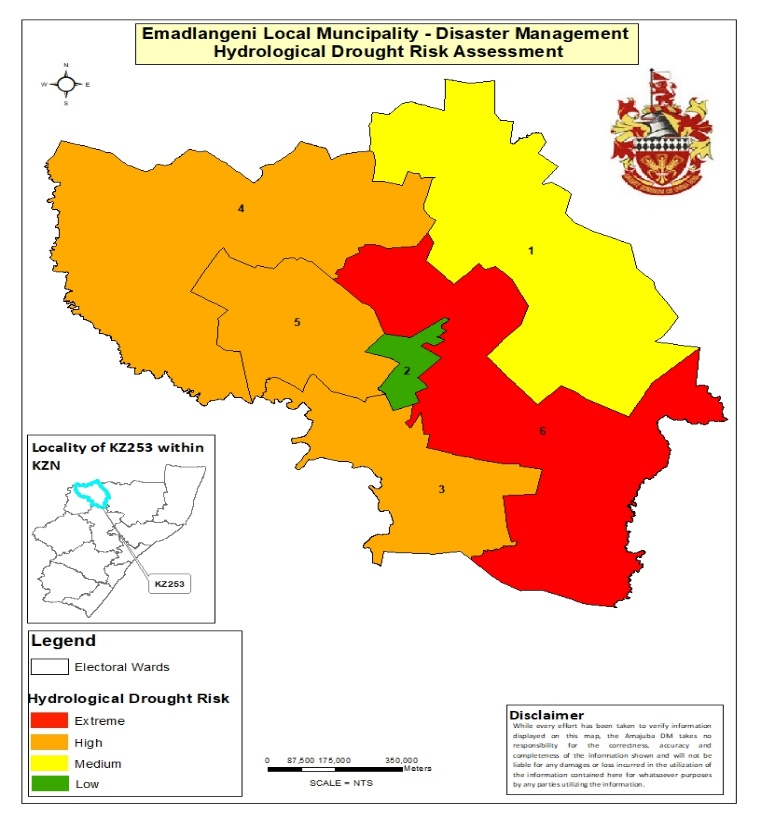 Emadlangeni Local Muncipality - Disaster Management
Hydrological Drought Risk Assessment
N
W
E
S
4
1
5
2
6
3
Locality of KZ253 within
KZN
KZ253
Legend
Electoral Wards
Hydrological Drought Risk
Extreme
High
Medium
Low
0 87,500 175,000 350,000
Meters
SCALE = NTS
Disclaimer
While every effort has been taken to verify information
displayed on this map, the Amajuba DM takes no
responsibility for the correctness, accuracy and
completeness of the information shown and will not be
liable for any damages or loss incurred in the utilization of
the information contained here for whatsoever purposes
by any parties utilizing the information.